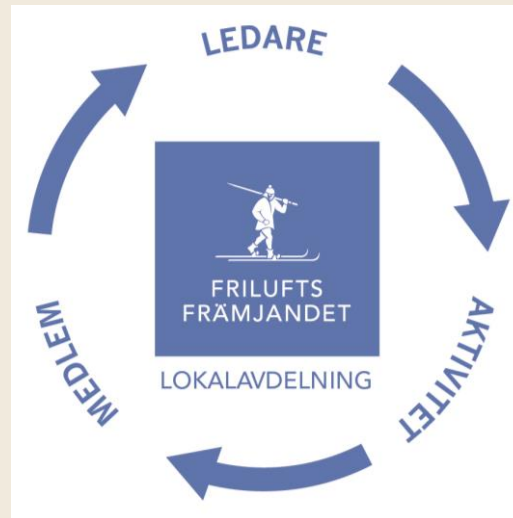 LEDARE
FRILUFTS
FRÄMJANDET
LOKALAVDELNING
MEDLEM
AKTIVITET